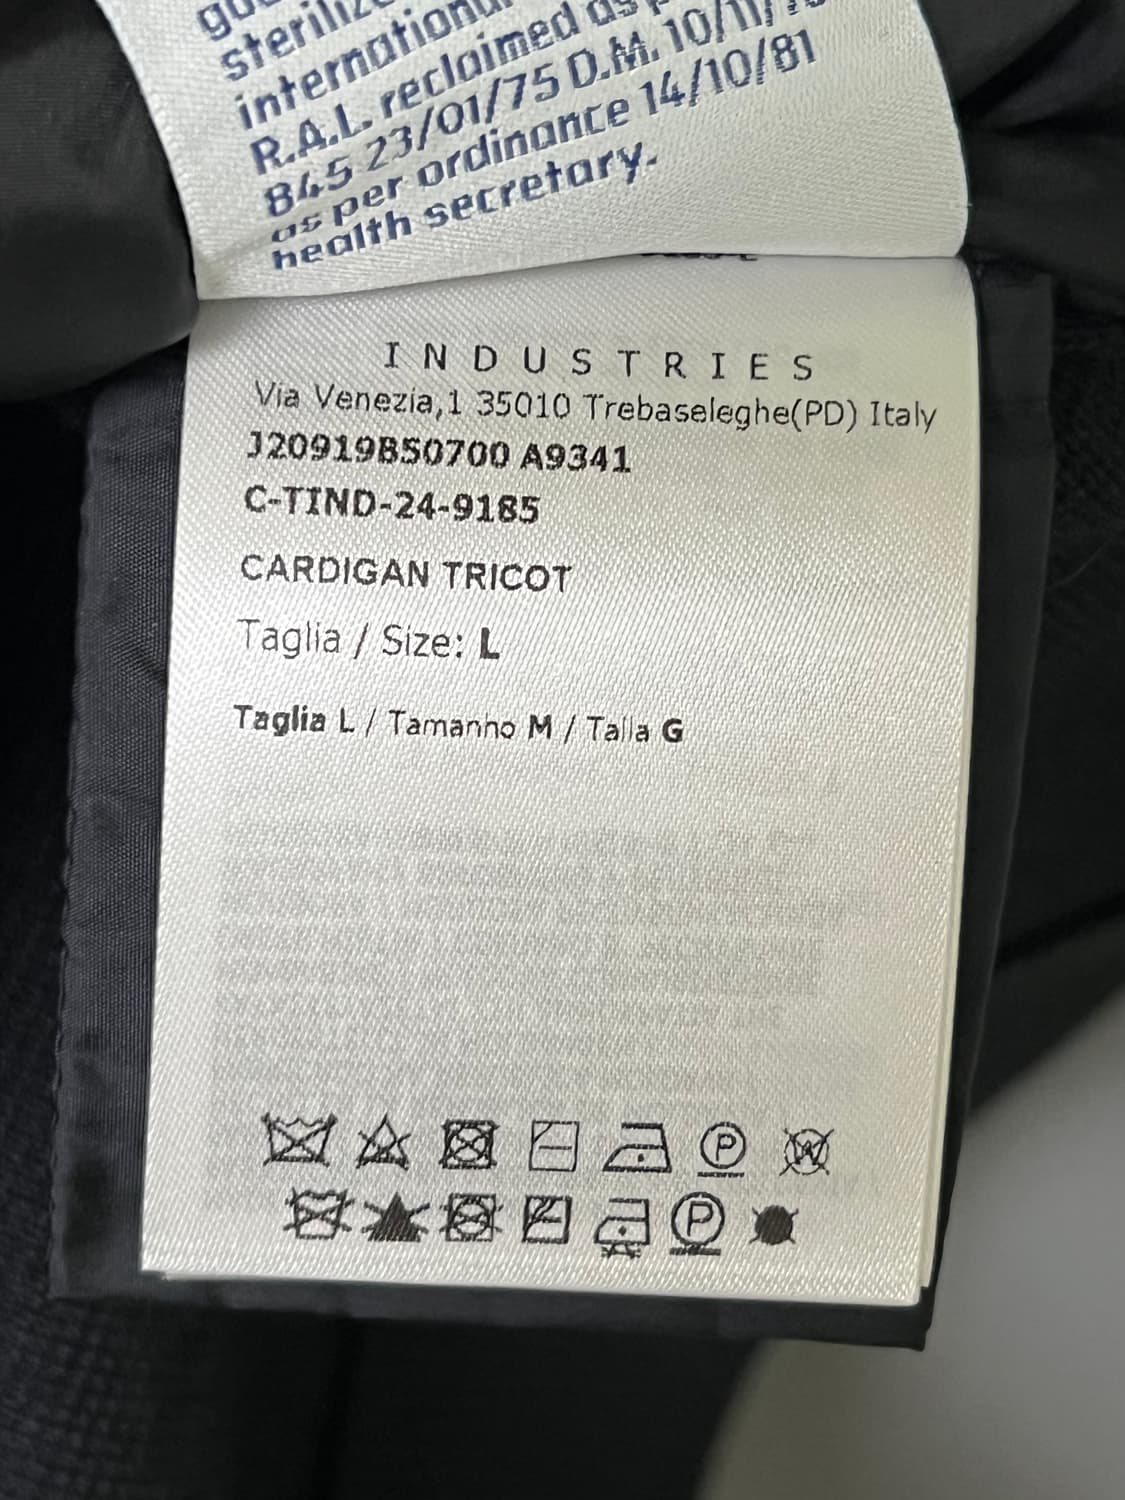 sterilize
international
R.A.L. reclaimed as
845 23/01/75 D.M. 10/11/
as per ordinance 14/10/81
health secretary.
INDUSTRIES
Via Venezia,1 35010 Trebaseleghe(PD) Italy
J20919B50700 A9341
C-TIND-24-9185
CARDIGAN TRICOT
Taglia / Size: L
Taglia L / Tamanho M / Talla G
P W
P